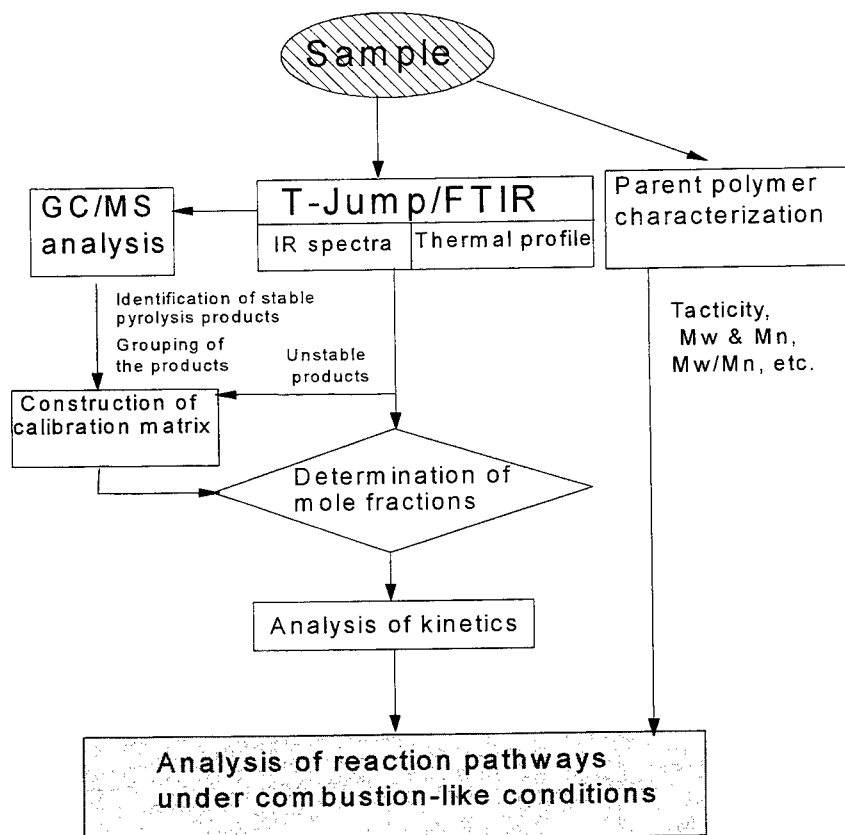 Sample
GC/MS
analysis
T-Jump/FTIR
IR spectra
Thermal profile
Parent polymer
characterization
Identification of stable
pyrolysis products
Grouping of
the products
Unstable
products
Tacticity,
Mw & Mn,
Mw/Mn, etc.
Construction of
calibration matrix
Determination of
mole fractions
Analysis of kinetics
Analysis of reaction pathways
under combustion-like conditions